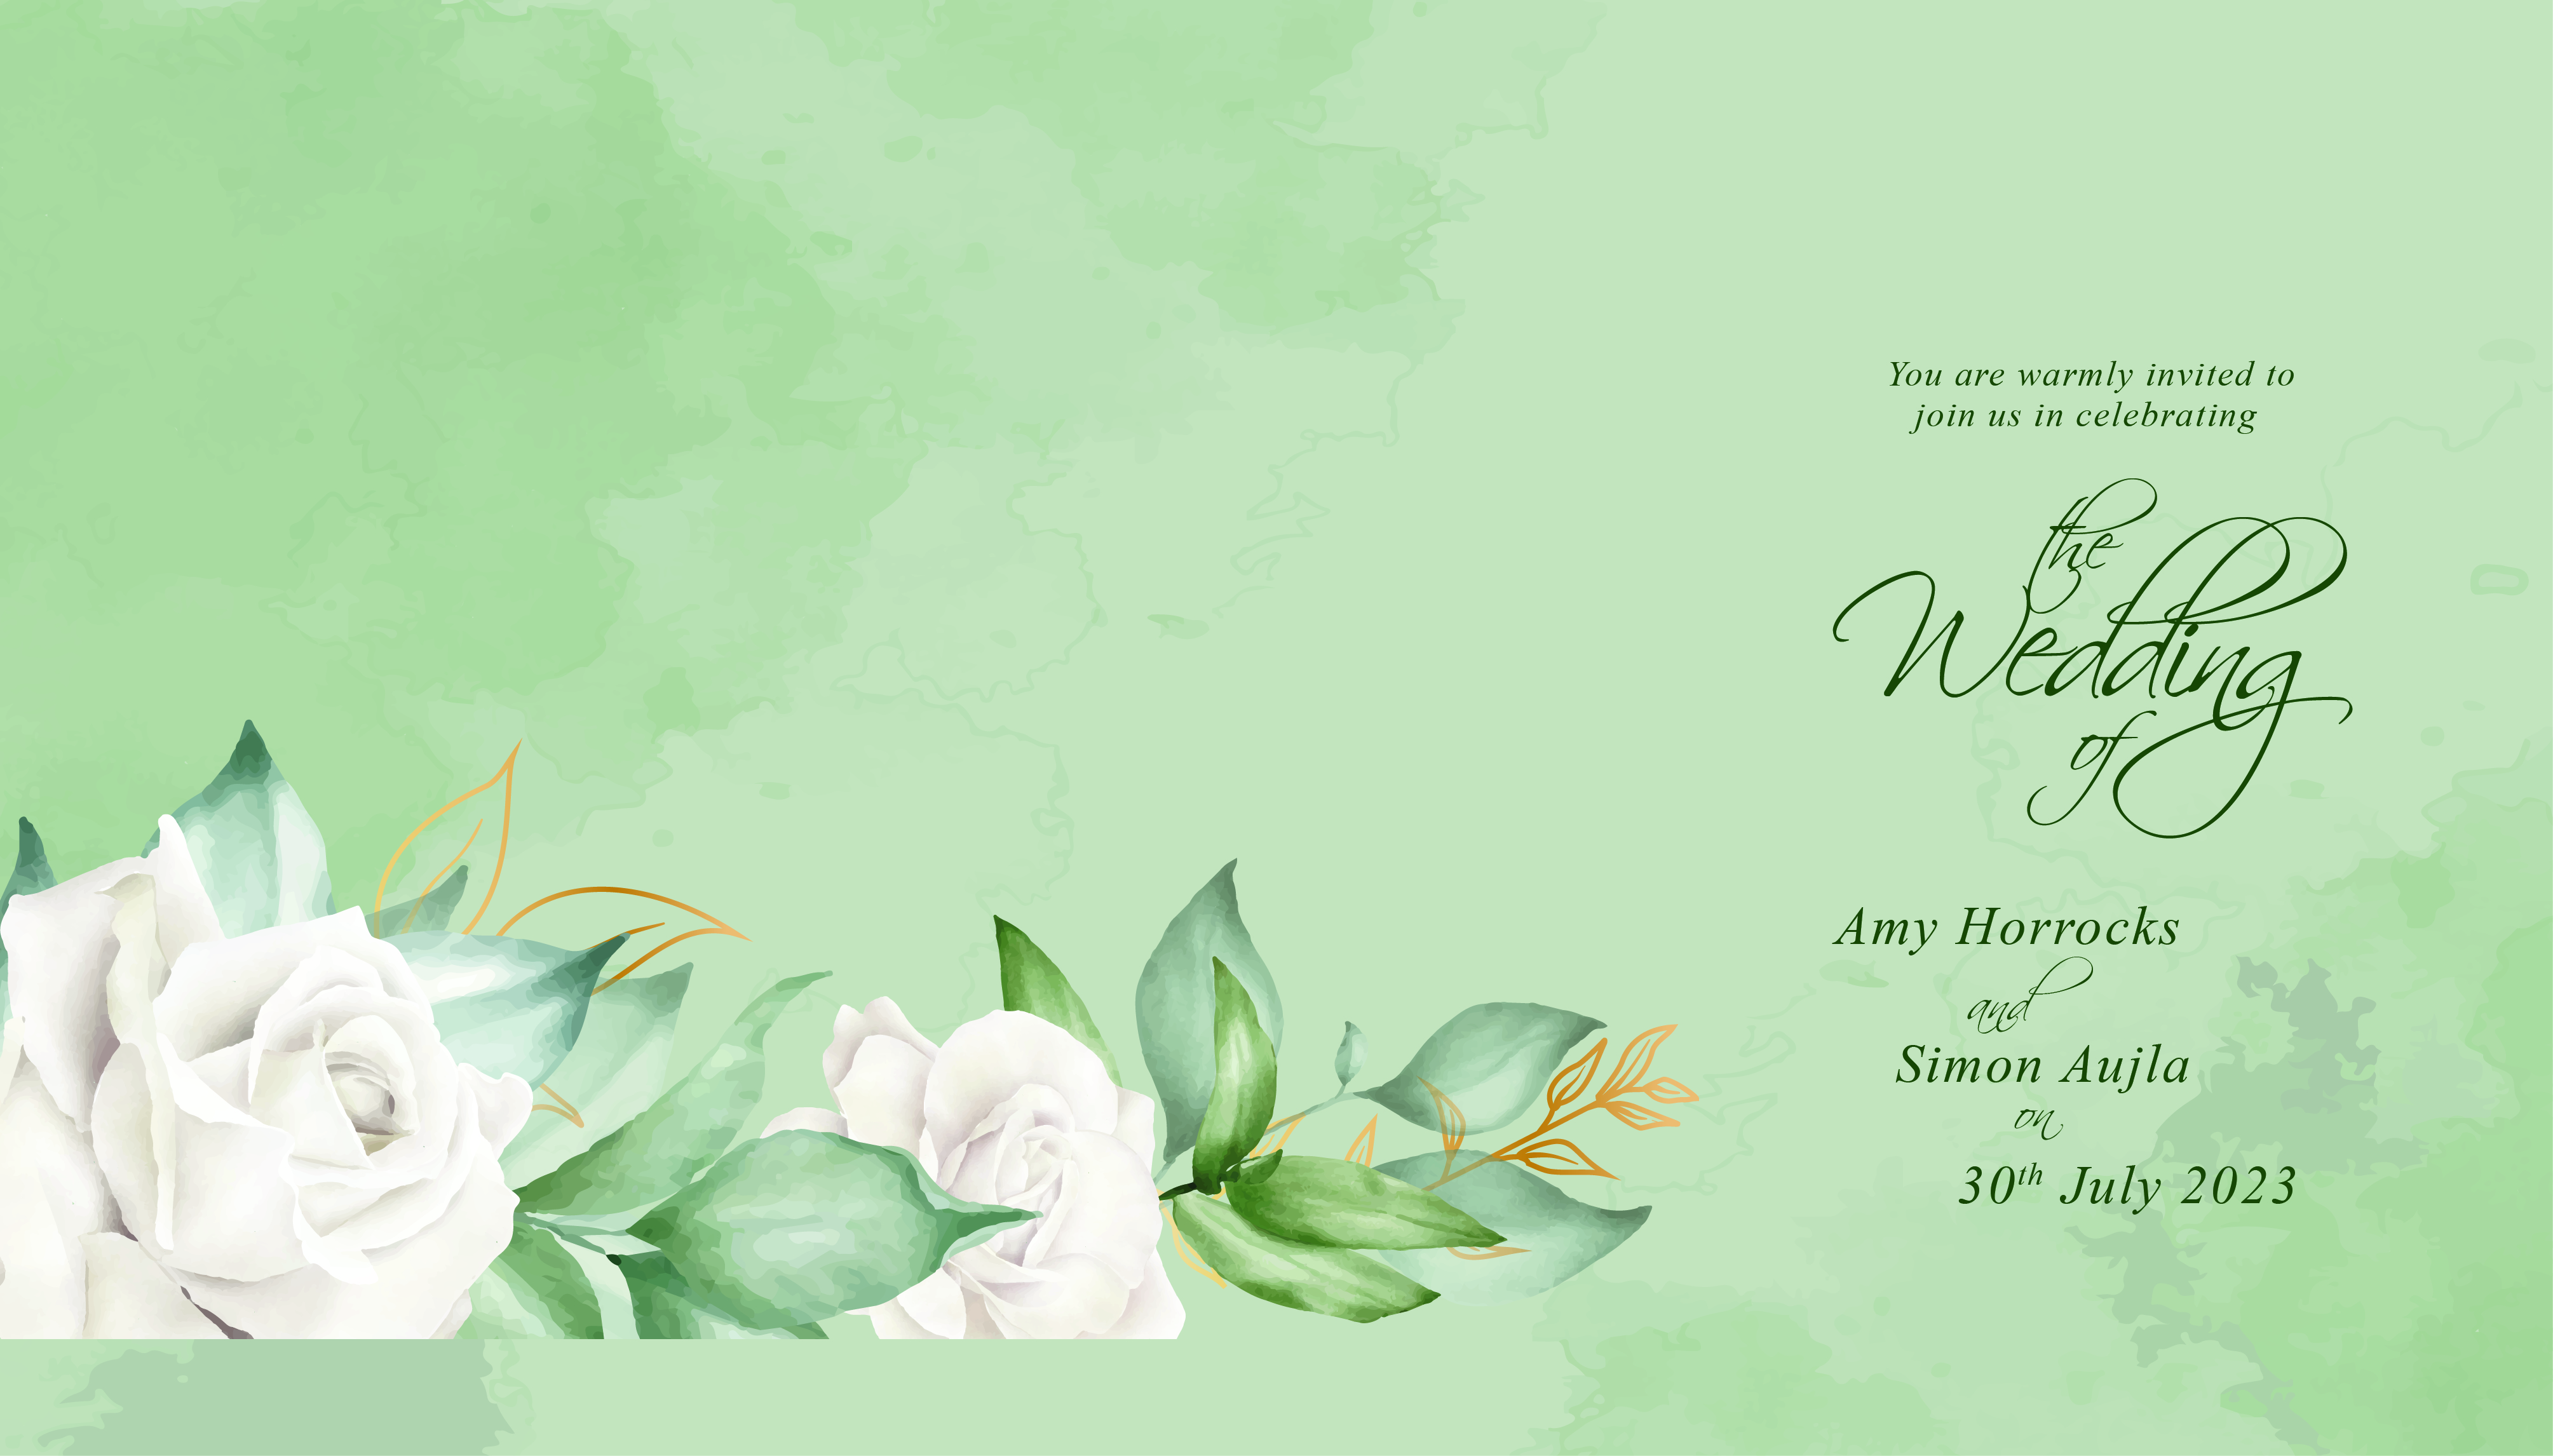 You are warmly invited to
join us in celebrating
the
Wedding
of
Amy Horrocks
and
Simon Aujla
on
30th July 2023